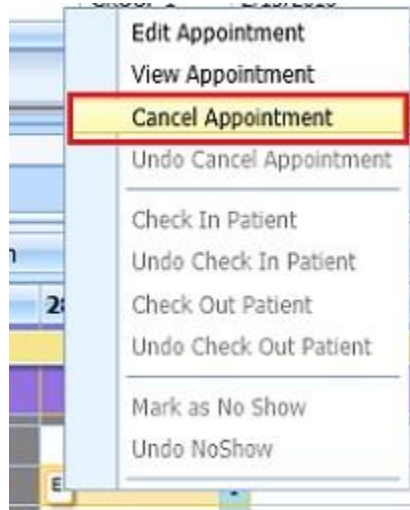 Edit Appointment
View Appointment
Cancel Appointment
Undo Cancel Appointment
Check In Patient
Undo Check In Patient
Check Out Patient
Undo Check Out Patient
Mark as No Show
Undo NoShow
E